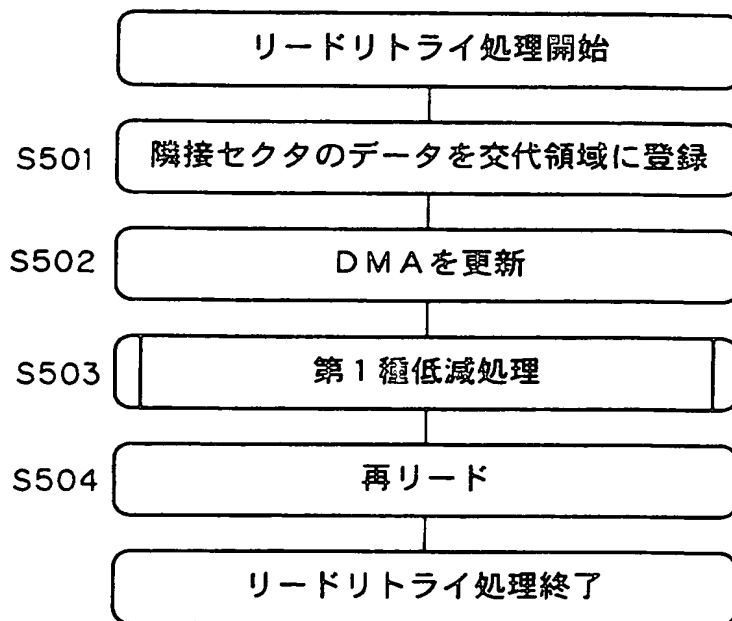 リードリトライ処理開始
S501 隣接セクタのデータを交代領域に登録
S502 DMAを更新
S503 第1種低減処理
S504 再リード
リードリトライ処理終了